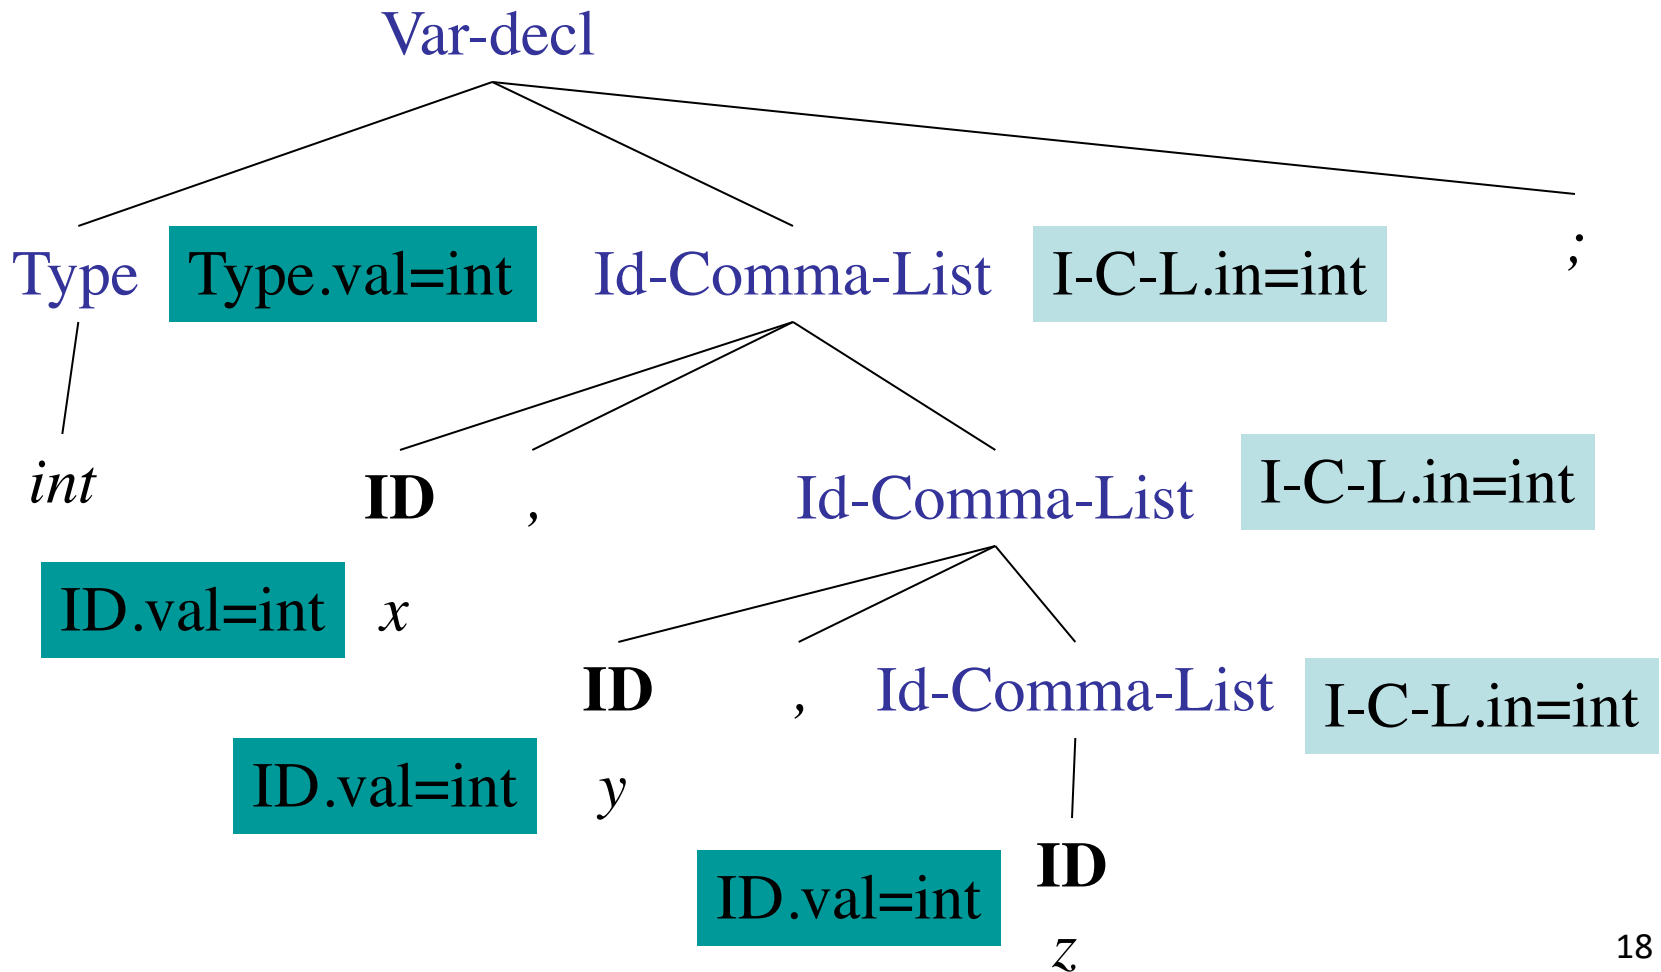 Var-decl
Type Type.val=int Id-Comma-List I-C-L.in=int ;
int ID , Id-Comma-List I-C-L.in=int
ID.val=int x
ID , Id-Comma-List I-C-L.in=int
ID.val=int y
ID.val=int ID
z
18